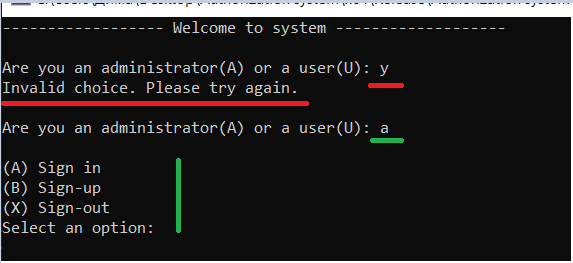 ----------------- Welcome to system ------------------
Are you an administrator(A) or a user(U): y
Invalid choice. Please try again.
Are you an administrator(A) or a user(U): a
(A) Sign in
(B) Sign-up
(X) Sign-out
Select an option: